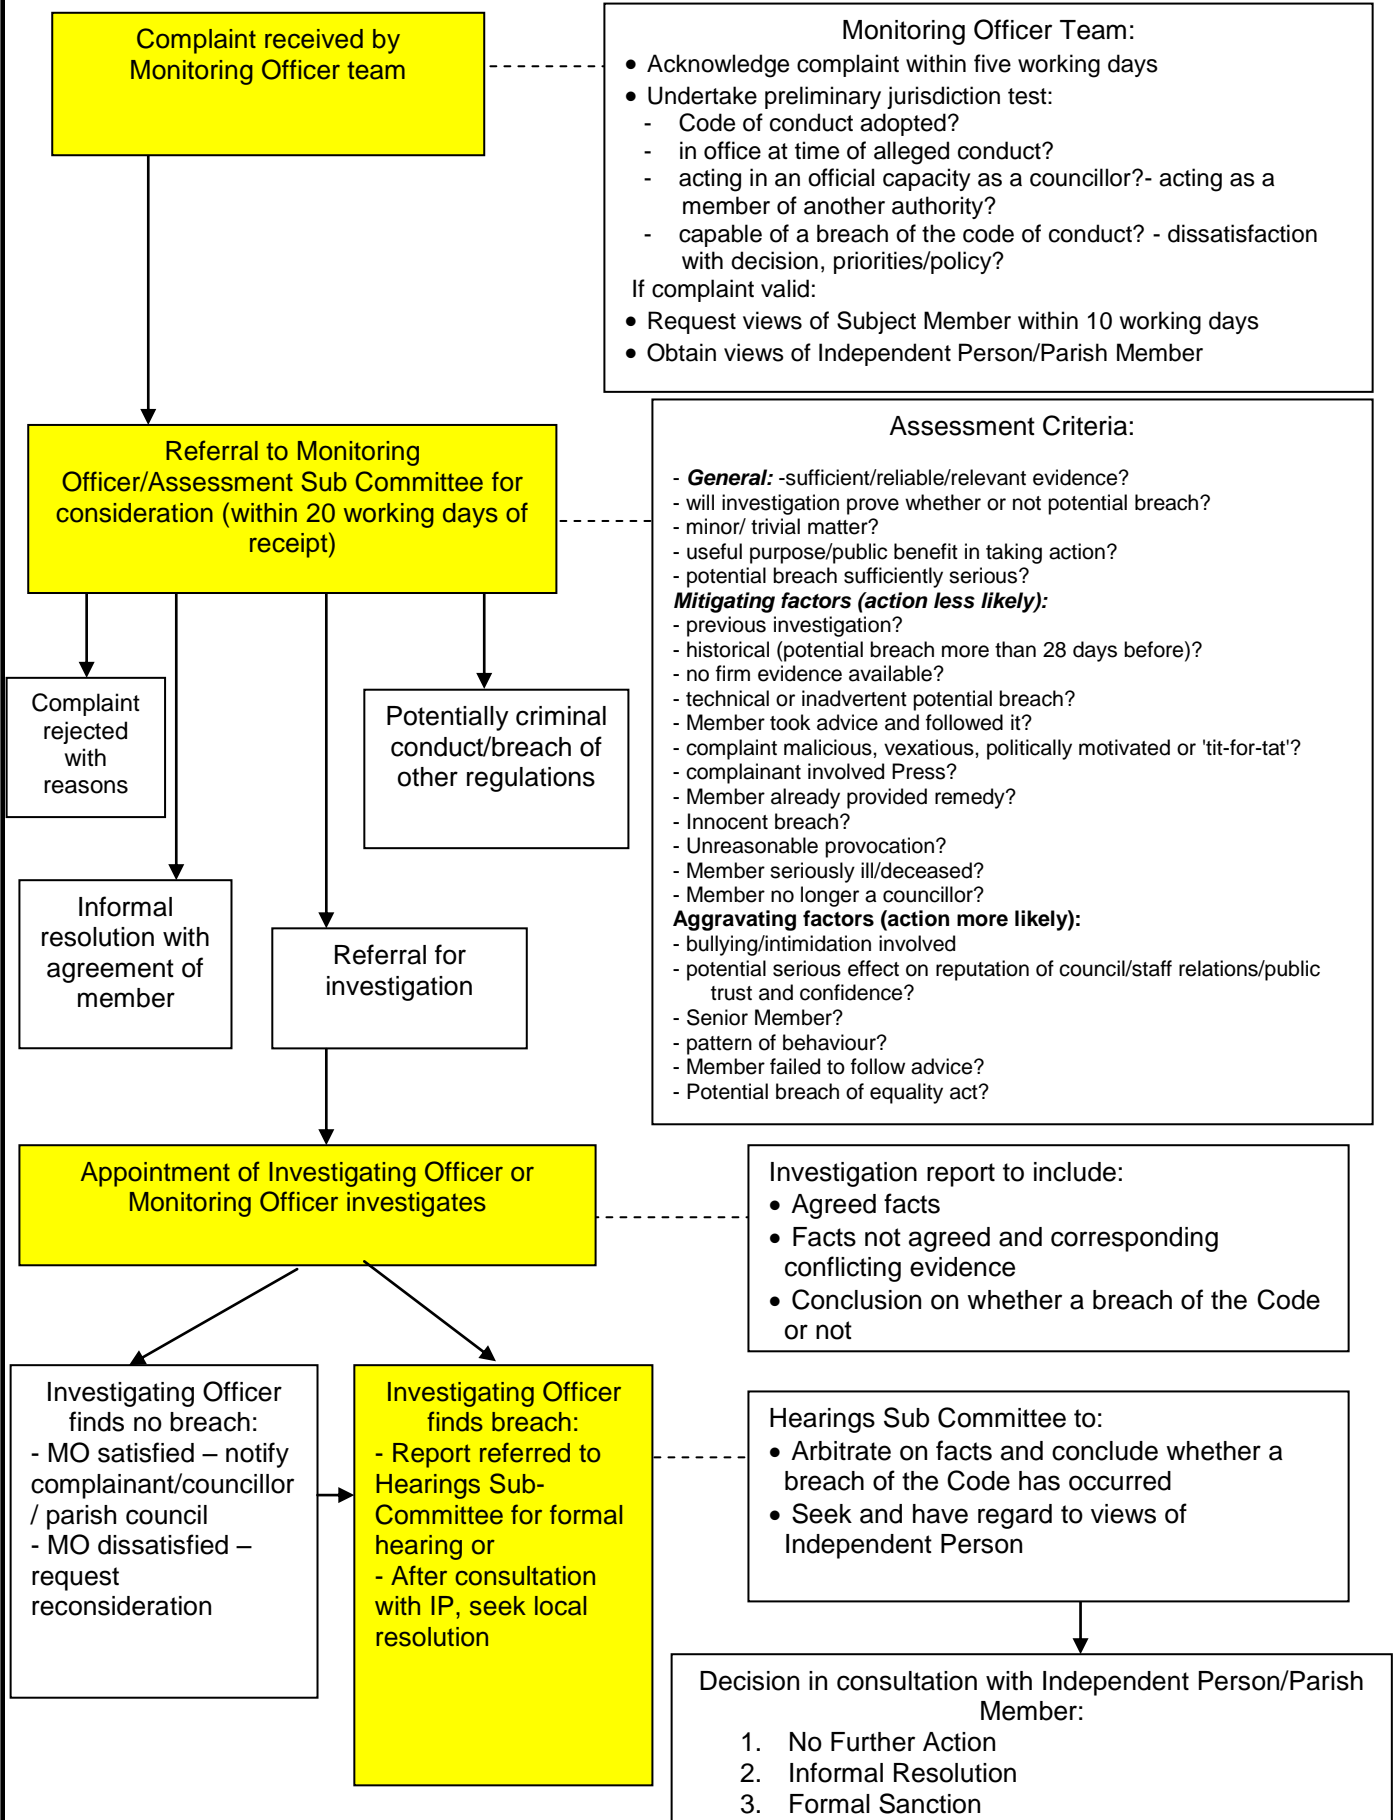 Complaint received by
Monitoring Officer team
Monitoring Officer Team:
• Acknowledge complaint within five working days
• Undertake preliminary jurisdiction test:
- Code of conduct adopted?
- in office at time of alleged conduct?
- acting in an official capacity as a councillor?- acting as a
member of another authority?
- capable of a breach of the code of conduct? - dissatisfaction
with decision, priorities/policy?
If complaint valid:
• Request views of Subject Member within 10 working days
• Obtain views of Independent Person/Parish Member
Referral to Monitoring
Officer/Assessment Sub Committee for
consideration (within 20 working days of
receipt)
Assessment Criteria:
- General: -sufficient/reliable/relevant evidence?
- will investigation prove whether or not potential breach?
- minor/ trivial matter?
- useful purpose/public benefit in taking action?
- potential breach sufficiently serious?
Mitigating factors (action less likely):
- previous investigation?
- historical (potential breach more than 28 days before)?
- no firm evidence available?
- technical or inadvertent potential breach?
- Member took advice and followed it?
- complaint malicious, vexatious, politically motivated or 'tit-for-tat'?
- complainant involved Press?
- Member already provided remedy?
- Innocent breach?
- Unreasonable provocation?
- Member seriously ill/deceased?
- Member no longer a councillor?
Aggravating factors (action more likely):
- bullying/intimidation involved
- potential serious effect on reputation of council/staff relations/public
trust and confidence?
- Senior Member?
- pattern of behaviour?
- Member failed to follow advice?
- Potential breach of equality act?
Complaint
rejected
with
reasons
Potentially criminal
conduct/breach of
other regulations
Informal
resolution with
agreement of
member
Referral for
investigation
Appointment of Investigating Officer or
Monitoring Officer investigates
Investigation report to include:
• Agreed facts
• Facts not agreed and corresponding
conflicting evidence
• Conclusion on whether a breach of the Code
or not
Investigating Officer
finds no breach:
- MO satisfied – notify
complainant/councillor
/ parish council
- MO dissatisfied –
request
reconsideration
Investigating Officer
finds breach:
- Report referred to
Hearings Sub-
Committee for formal
hearing or
- After consultation
with IP, seek local
resolution
Hearings Sub Committee to:
• Arbitrate on facts and conclude whether a
breach of the Code has occurred
• Seek and have regard to views of
Independent Person
Decision in consultation with Independent Person/Parish
Member:
1. No Further Action
2. Informal Resolution
3. Formal Sanction